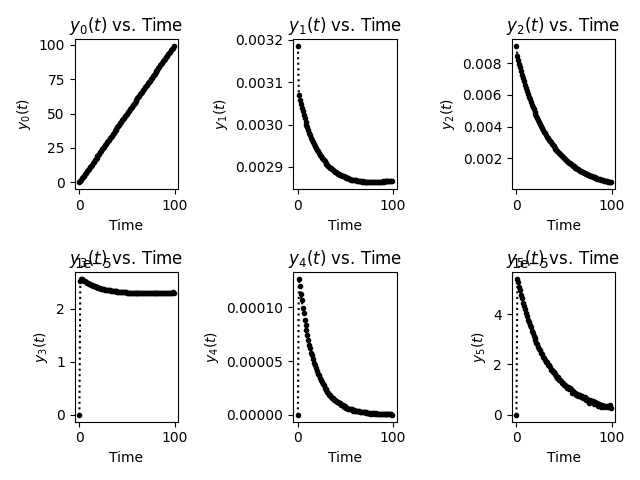 y₀(t) vs. Time
y₁(t) vs. Time
y₂(t) vs. Time
100
75
50
25
0
y₀(t)
0 100
Time
0.0032
0.0031
0.0030
0.0029
y₁(t)
0 100
Time
0.008
0.006
0.004
0.002
y₂(t)
0 100
Time
y₃(t) vs. Time
1e−5
2
1
0
y₃(t)
0 100
Time
y₄(t) vs. Time
0.00010
0.00005
0.00000
y₄(t)
0 100
Time
y₅(t) vs. Time
1e−5
4
2
0
y₅(t)
0 100
Time